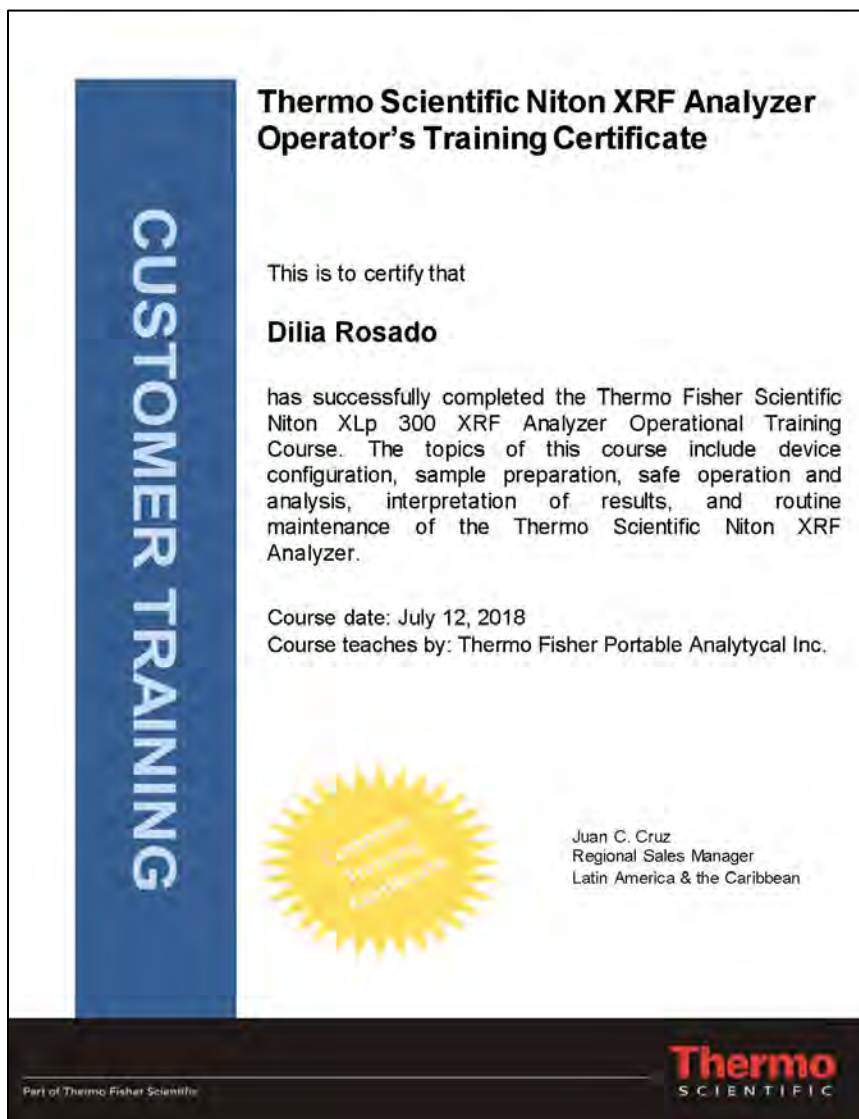 Thermo Scientific Niton XRF Analyzer
Operator's Training Certificate
CUSTOMER TRAINING
This is to certify that
Dilia Rosado
has successfully completed the Thermo Fisher Scientific
Niton XLp 300 XRF Analyzer Operational Training
Course. The topics of this course include device
configuration, sample preparation, safe operation and
analysis, interpretation of results, and routine
maintenance of the Thermo Scientific Niton XRF
Analyzer.
Course date: July 12, 2018
Course teaches by: Thermo Fisher Portable Analytycal Inc.
Customer
Training
Certificate
Juan C. Cruz
Regional Sales Manager
Latin America & the Caribbean
Part of Thermo Fisher Scientific
Thermo
SCIENTIFIC